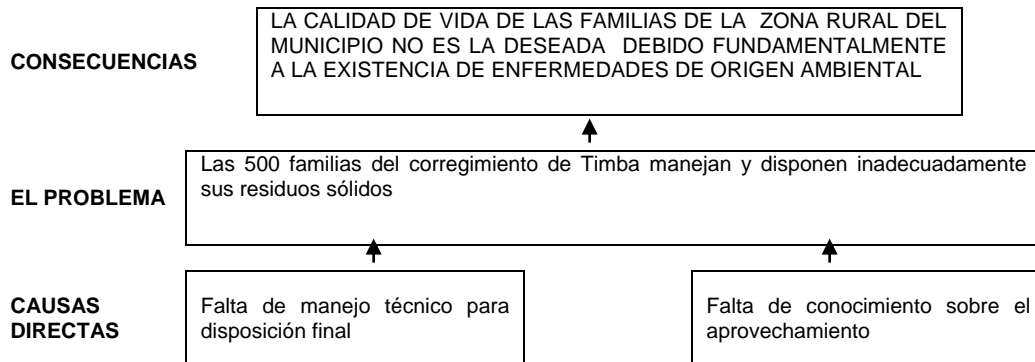 CONSECUENCIAS
LA CALIDAD DE VIDA DE LAS FAMILIAS DE LA ZONA RURAL DEL
MUNICIPIO NO ES LA DESEADA DEBIDO FUNDAMENTALMENTE
A LA EXISTENCIA DE ENFERMEDADES DE ORIGEN AMBIENTAL
EL PROBLEMA
Las 500 familias del corregimiento de Timba manejan y disponen inadecuadamente
sus residuos sólidos
CAUSAS
DIRECTAS
Falta de manejo técnico para
disposición final
Falta de conocimiento sobre el
aprovechamiento